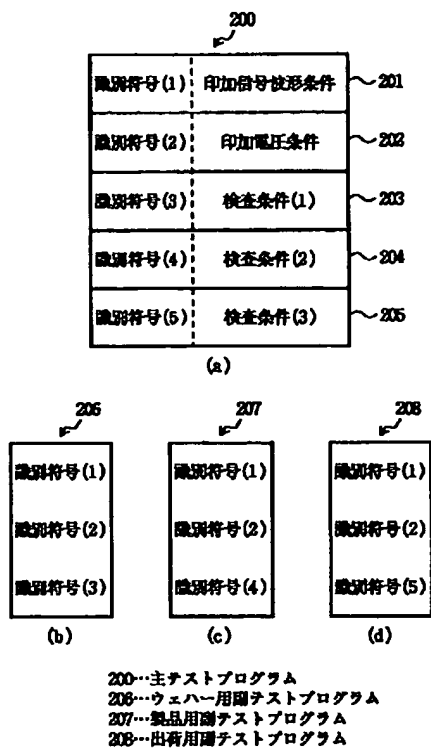 200
識別符号(1) 印加信号波形条件 201
識別符号(2) 印加電圧条件 202
識別符号(3) 検査条件(1) 203
識別符号(4) 検査条件(2) 204
識別符号(5) 検査条件(3) 205
(a)
206 207 208
識別符号(1) 識別符号(1) 識別符号(1)
識別符号(2) 識別符号(2) 識別符号(2)
識別符号(3) 識別符号(4) 識別符号(5)
(b) (c) (d)
200…主テストプログラム
206…ウェハー用副テストプログラム
207…製品用副テストプログラム
208…出荷用副テストプログラム